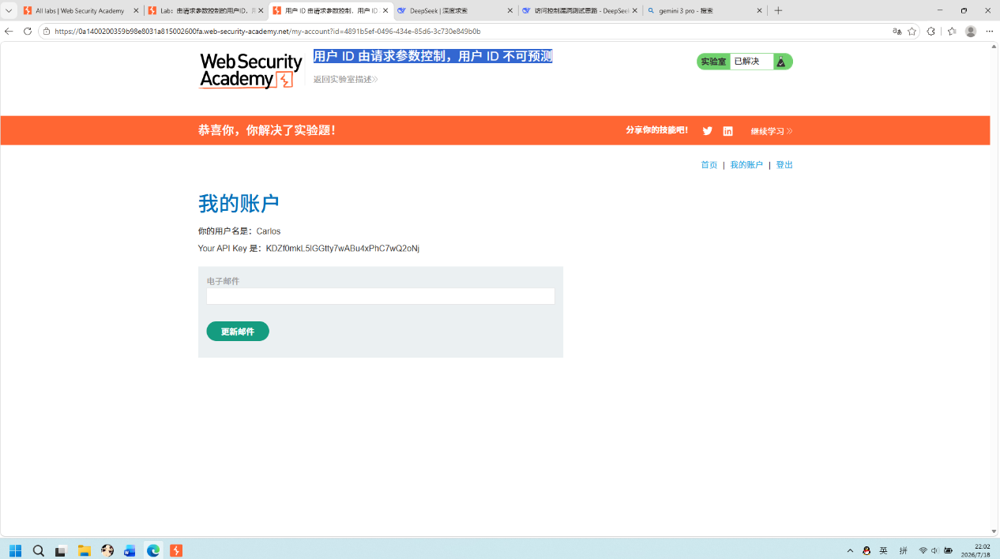 All labs | Web Security Academy
Lab：由请求参数控制的用户ID，用
用户 ID 由请求参数控制，用户 ID
DeepSeek | 深度求索
访问控制漏洞测试思路 - DeepSeek
gemini 3 pro - 搜索
https://0a1400200359b98e8031a815002600fa.web-security-academy.net/my-account?id=4891b5ef-0496-434e-85d6-3c730e849b0b
Web Security
Academy
用户 ID 由请求参数控制，用户 ID 不可预测
返回实验室描述
实验室
已解决
恭喜你，你解决了实验题！
分享你的技能吧！
继续学习
首页 | 我的账户 | 登出
我的账户
你的用户名是：Carlos
Your API Key 是：KDZf0mkL5IGGtty7wABu4xPhC7wQ2oNj
电子邮件
更新邮件
英
拼
22:02
2026/7/18